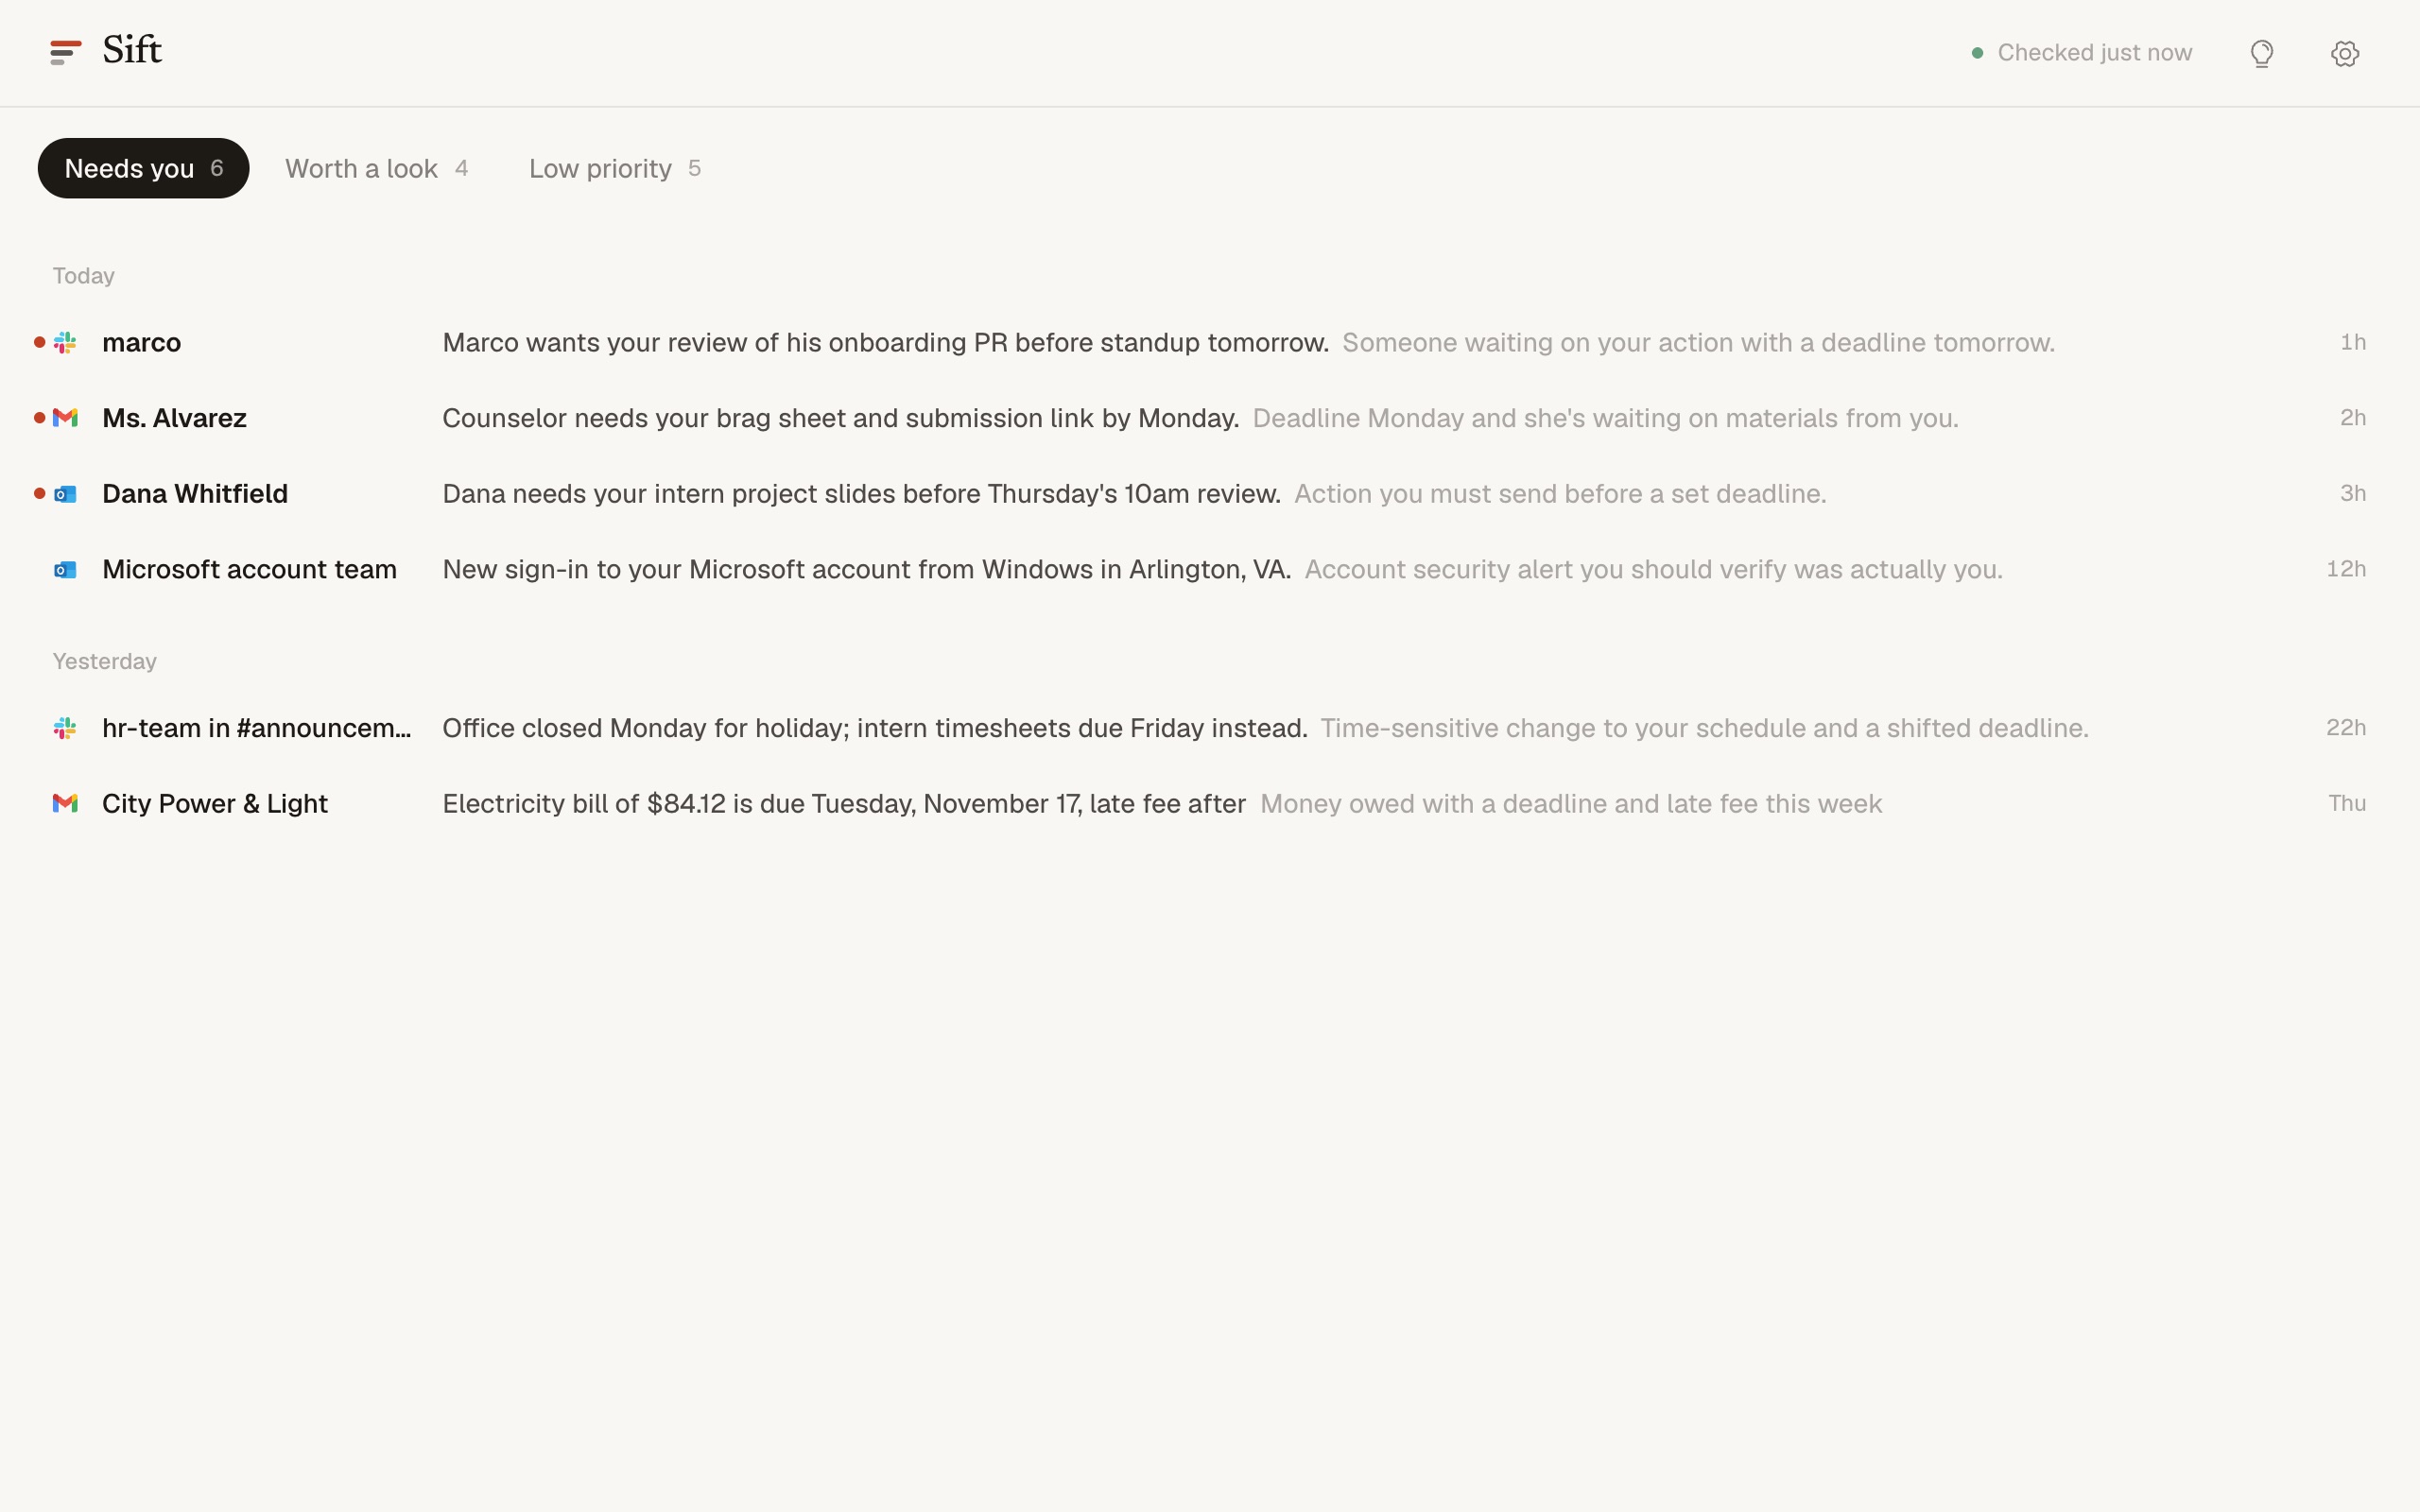 Sift
Checked just now
Needs you 6 Worth a look 4 Low priority 5
Today
marco Marco wants your review of his onboarding PR before standup tomorrow. Someone waiting on your action with a deadline tomorrow. 1h
Ms. Alvarez Counselor needs your brag sheet and submission link by Monday. Deadline Monday and she's waiting on materials from you. 2h
Dana Whitfield Dana needs your intern project slides before Thursday's 10am review. Action you must send before a set deadline. 3h
Microsoft account team New sign-in to your Microsoft account from Windows in Arlington, VA. Account security alert you should verify was actually you. 12h
Yesterday
hr-team in #announcem... Office closed Monday for holiday; intern timesheets due Friday instead. Time-sensitive change to your schedule and a shifted deadline. 22h
City Power & Light Electricity bill of $84.12 is due Tuesday, November 17, late fee after Money owed with a deadline and late fee this week Thu